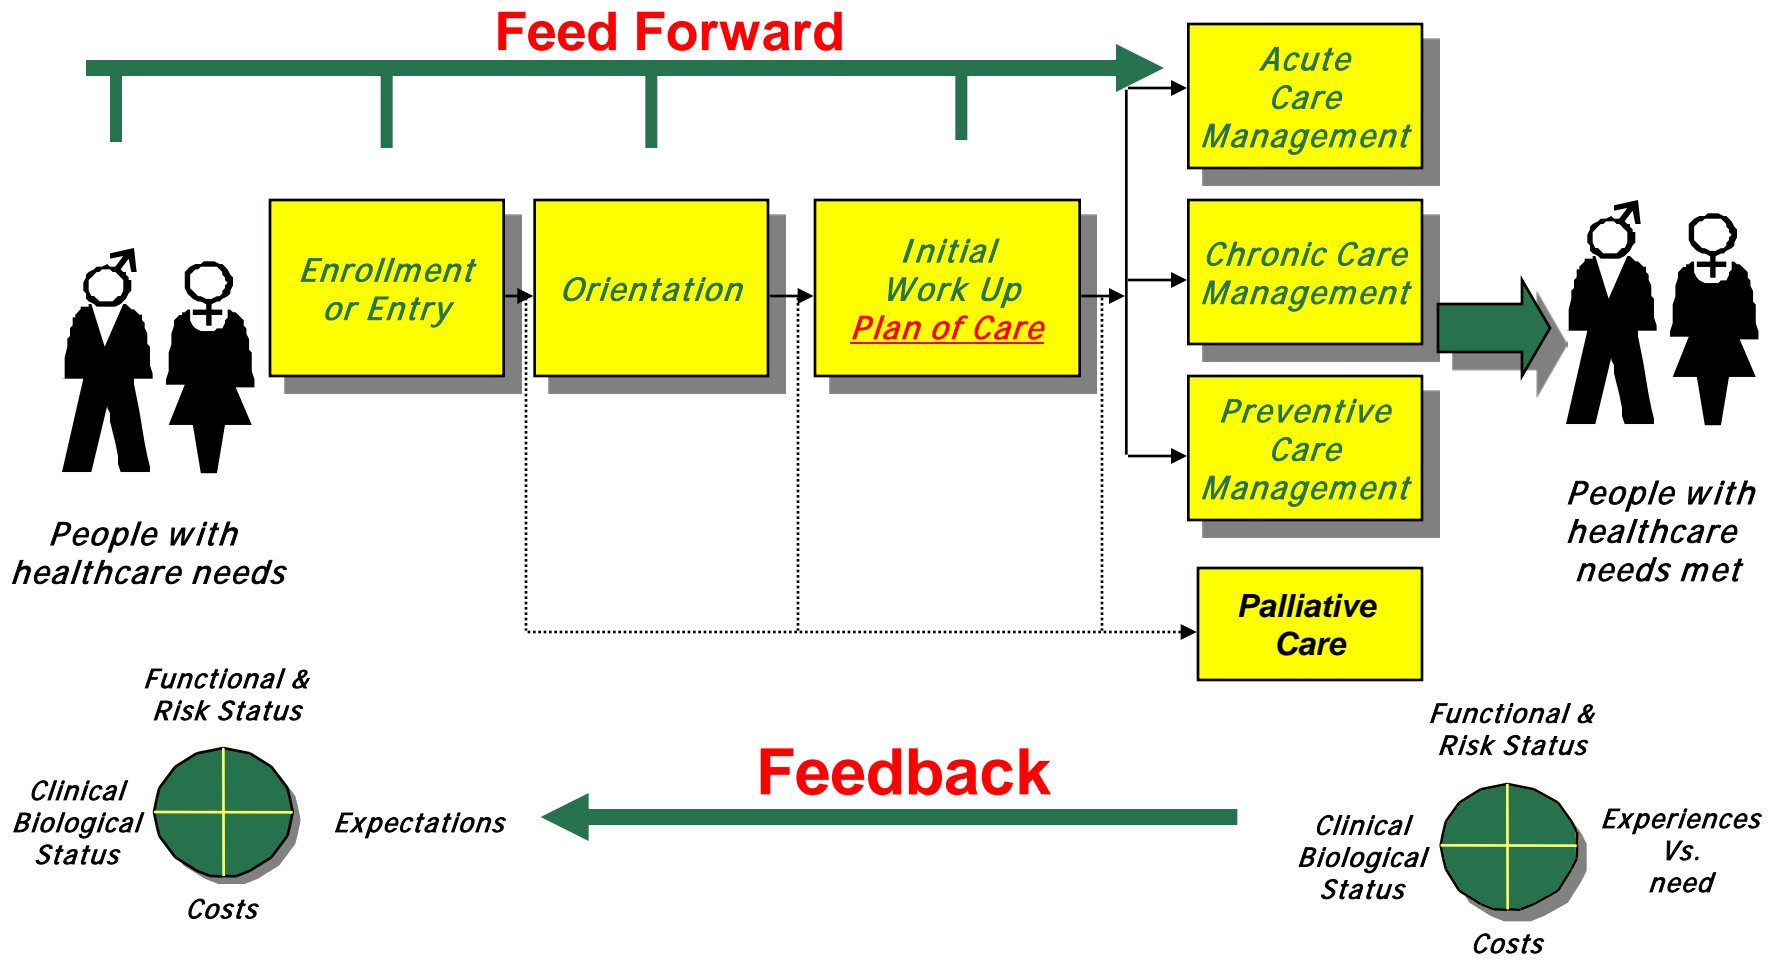 Feed Forward
Acute
Care
Management
Enrollment
or Entry
Orientation
Initial
Work Up
Plan of Care
Chronic Care
Management
Preventive
Care
Management
People with
healthcare needs
People with
healthcare
needs met
Palliative
Care
Functional &
Risk Status
Clinical
Biological
Status
Expectations
Costs
Feedback
Functional &
Risk Status
Clinical
Biological
Status
Experiences
Vs.
need
Costs